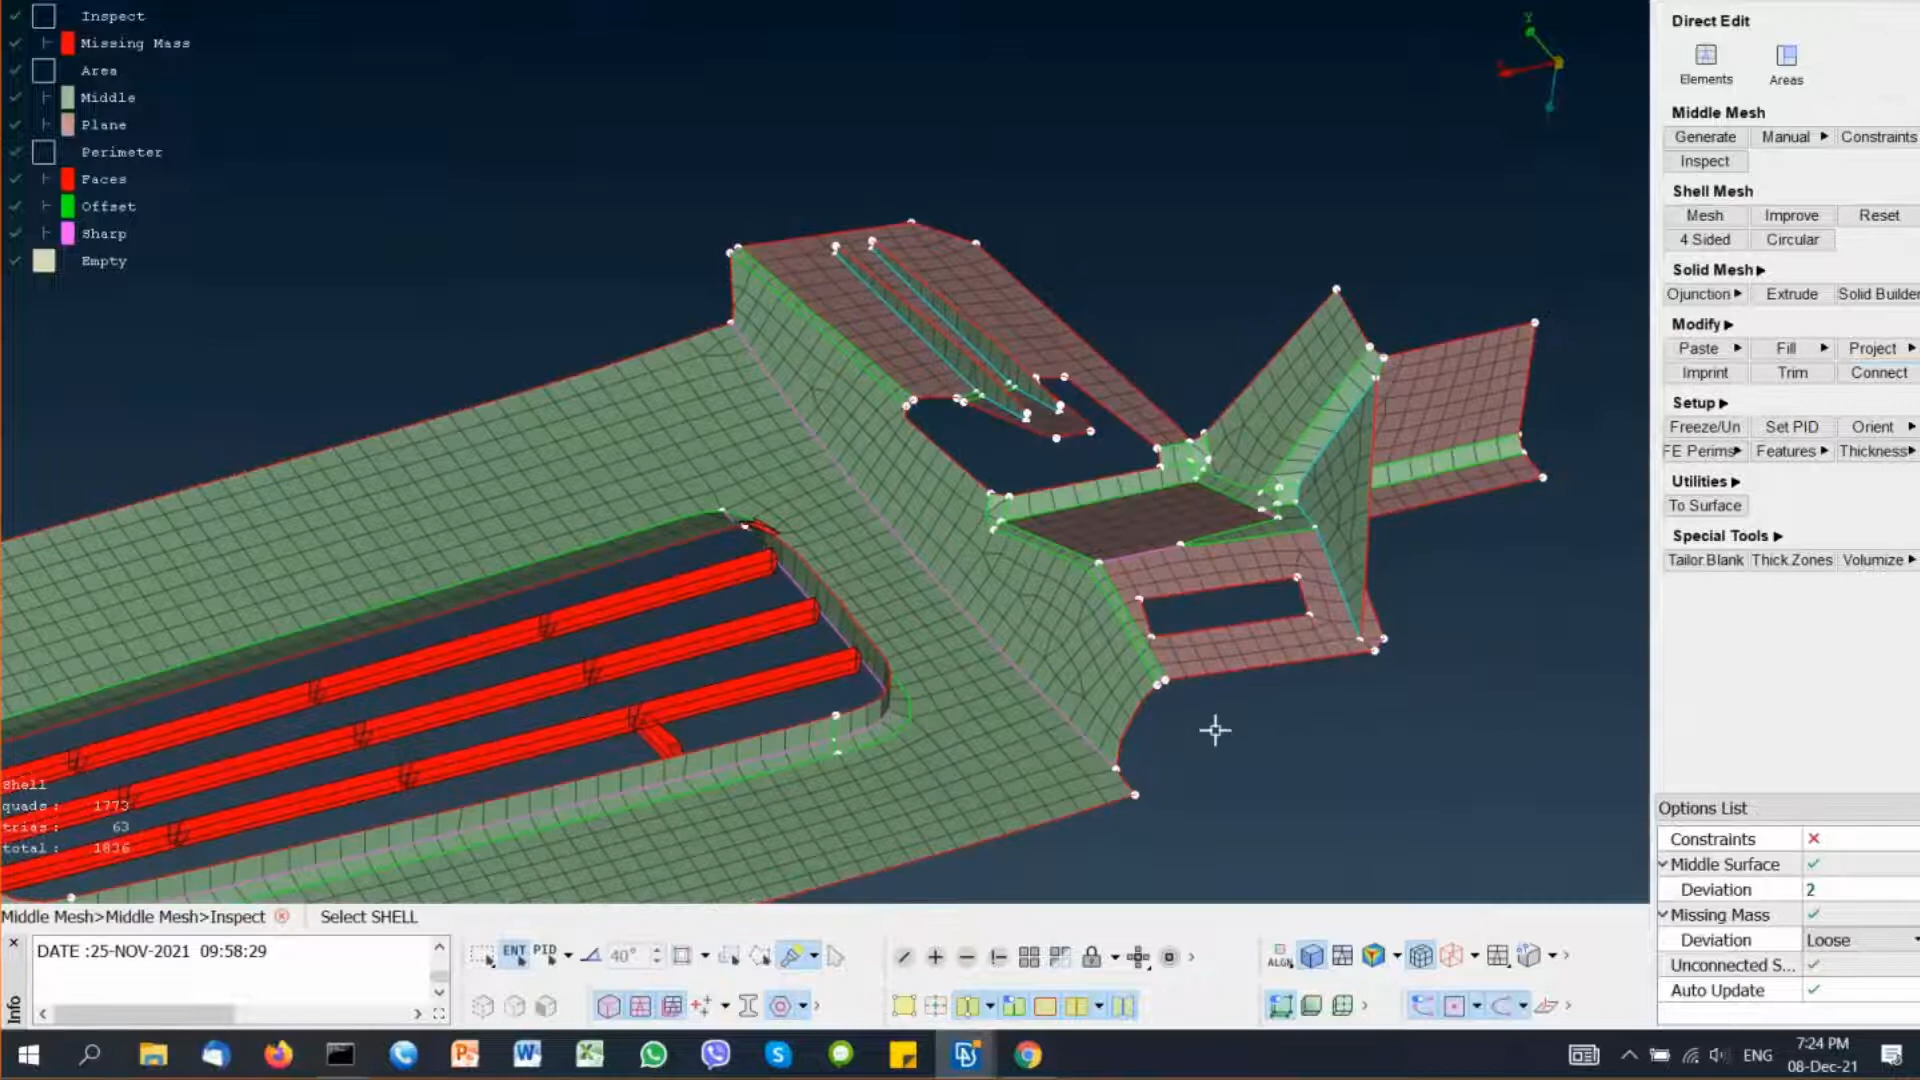 Inspect
Missing Mass
Area
Middle
Plane
Perimeter
Faces
Offset
Sharp
Empty
Y
Shell
quads : 1773
trias : 63
total : 1836
Direct Edit
Elements Areas
Middle Mesh
Generate Manual Constraints
Inspect
Shell Mesh
Mesh Improve Reset
4 Sided Circular
Solid Mesh
Ojunction Extrude Solid Builder
Modify
Paste Fill Project
Imprint Trim Connect
Setup
Freeze/Un Set PID Orient
FE Perims Features Thickness
Utilities
To Surface
Special Tools
Tailor Blank Thick.Zones Volumize
Options List
Constraints
Middle Surface
Deviation 2
Missing Mass
Deviation Loose
Unconnected S...
Auto Update
Middle Mesh>Middle Mesh>Inspect Select SHELL
DATE :25-NOV-2021 09:58:29
Info
ENT PID 40°
ALGN
ENG
7:24 PM
08-Dec-21